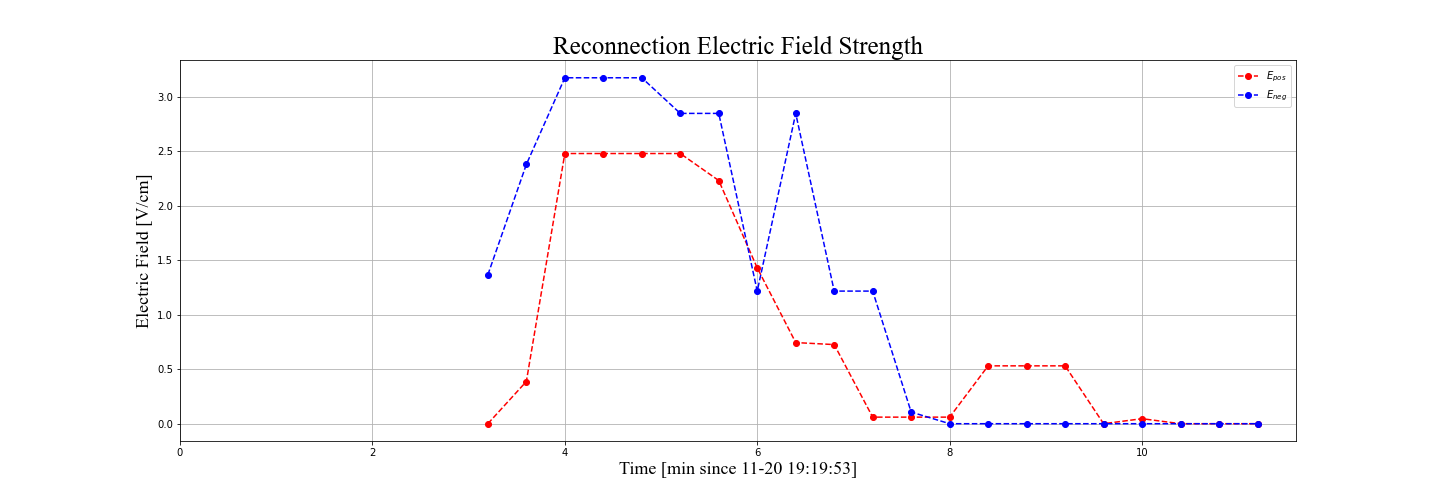 Reconnection Electric Field Strength
E_pos
E_neg
Electric Field [V/cm]
3.0
2.5
2.0
1.5
1.0
0.5
0.0
0 2 4 6 8 10
Time [min since 11-20 19:19:53]